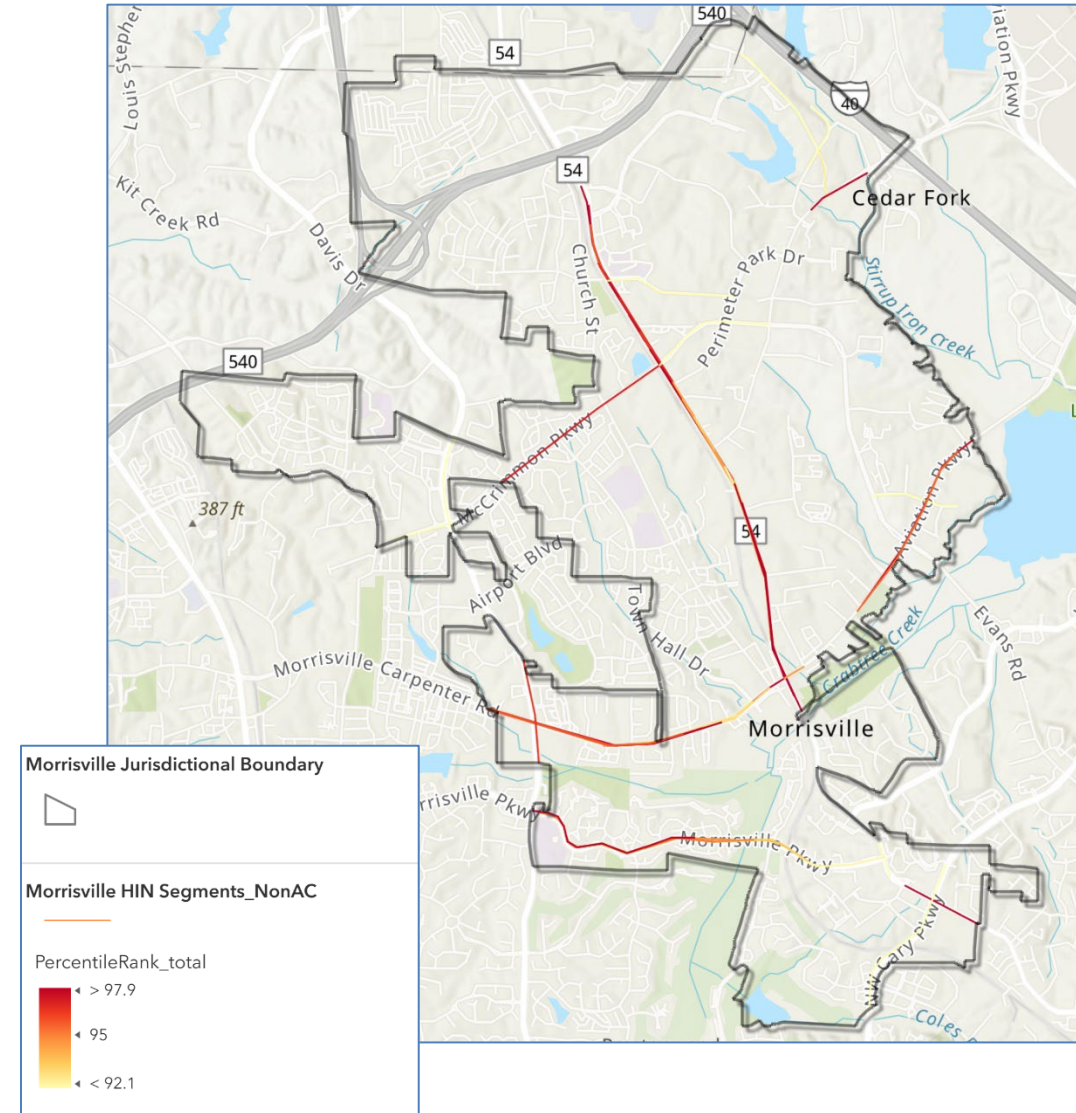 540
54
Louis Stephen
iation Pkwy
40
54
Cedar Fork
Kit Creek Rd
Davis Dr
Church St
Perimeter Park Dr
Stirrup Iron Creek
540
McCrimmon Pkwy
387 ft
Aviation Pkwy
54
Airport Blvd
Town Hall Dr
Crabtree Creek
Evans Rd
Morrisville Carpenter Rd
Morrisville
rrisville Pkwy
Morrisville Pkwy
NW Cary Pkwy
Coles
Morrisville Jurisdictional Boundary
Morrisville HIN Segments_NonAC
PercentileRank_total
> 97.9
95
< 92.1